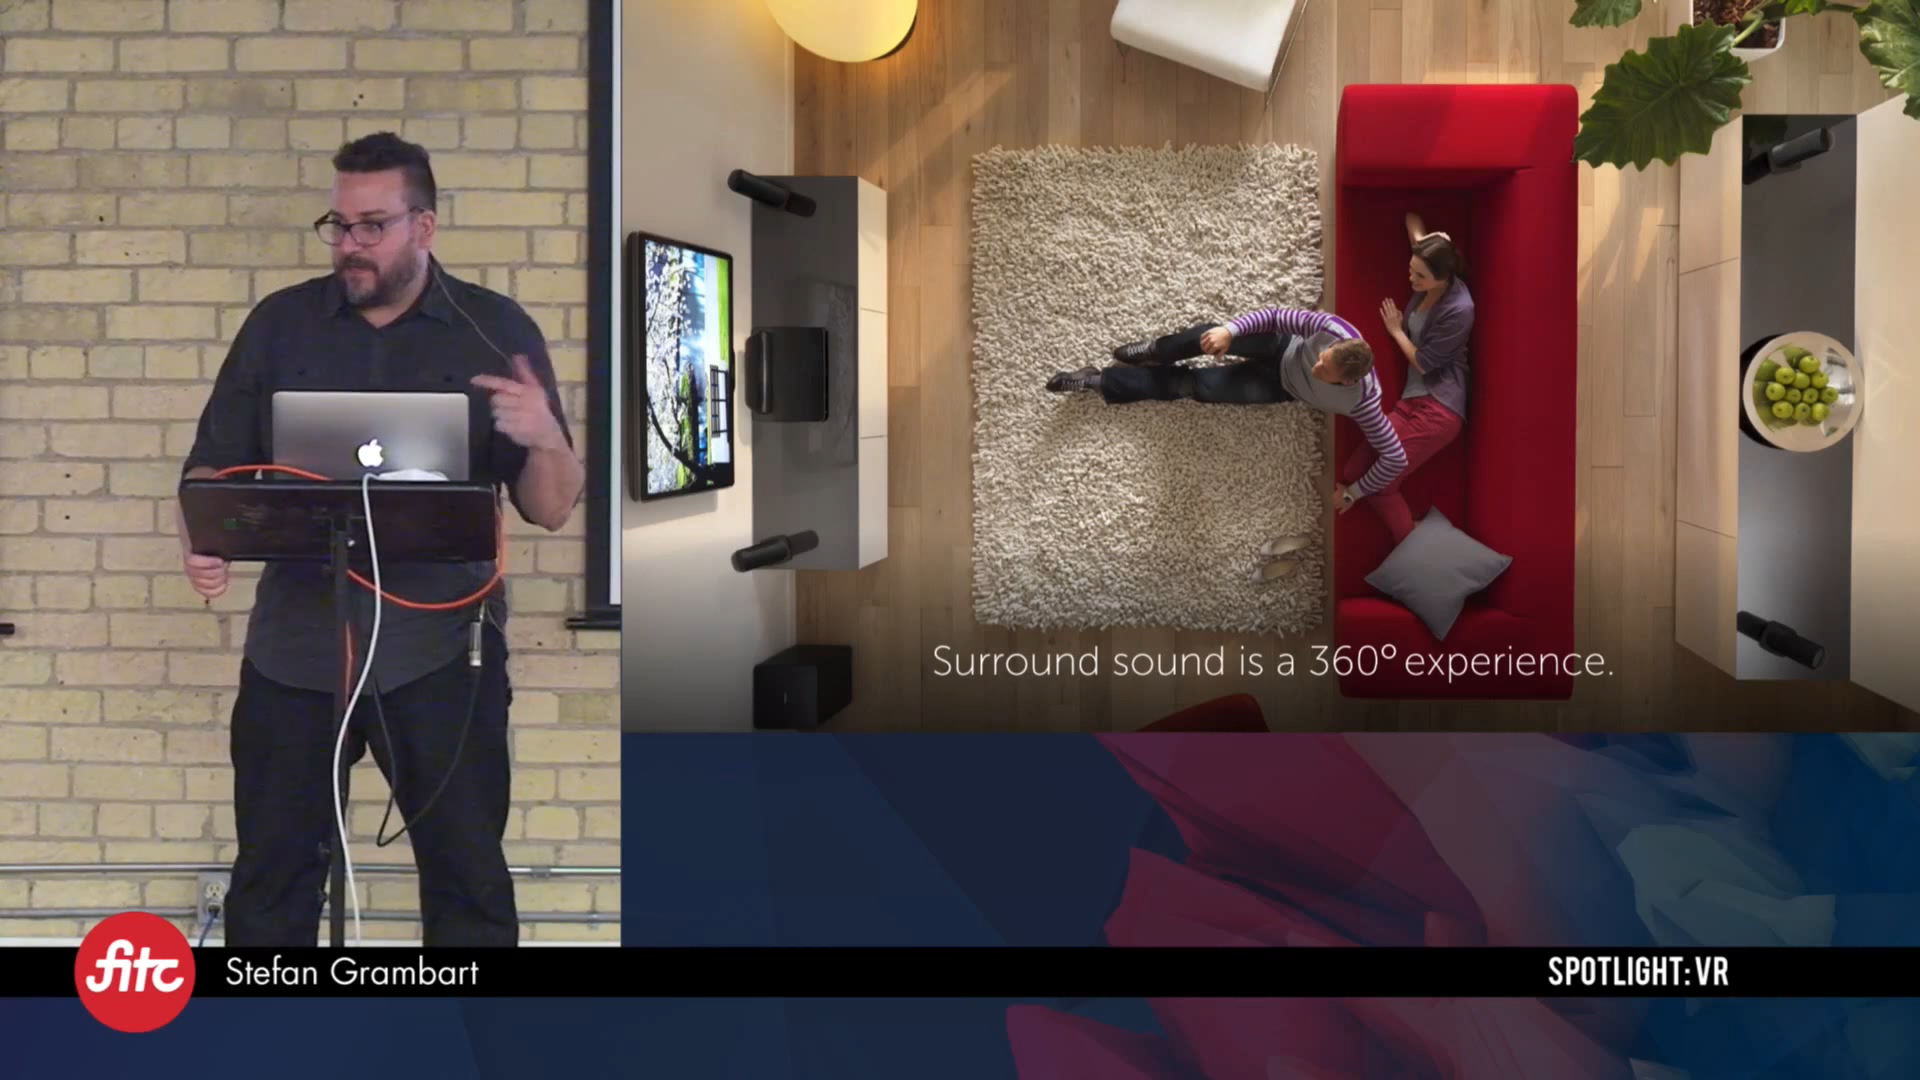 Surround sound is a 360° experience.
fitc
Stefan Grambart
SPOTLIGHT: VR